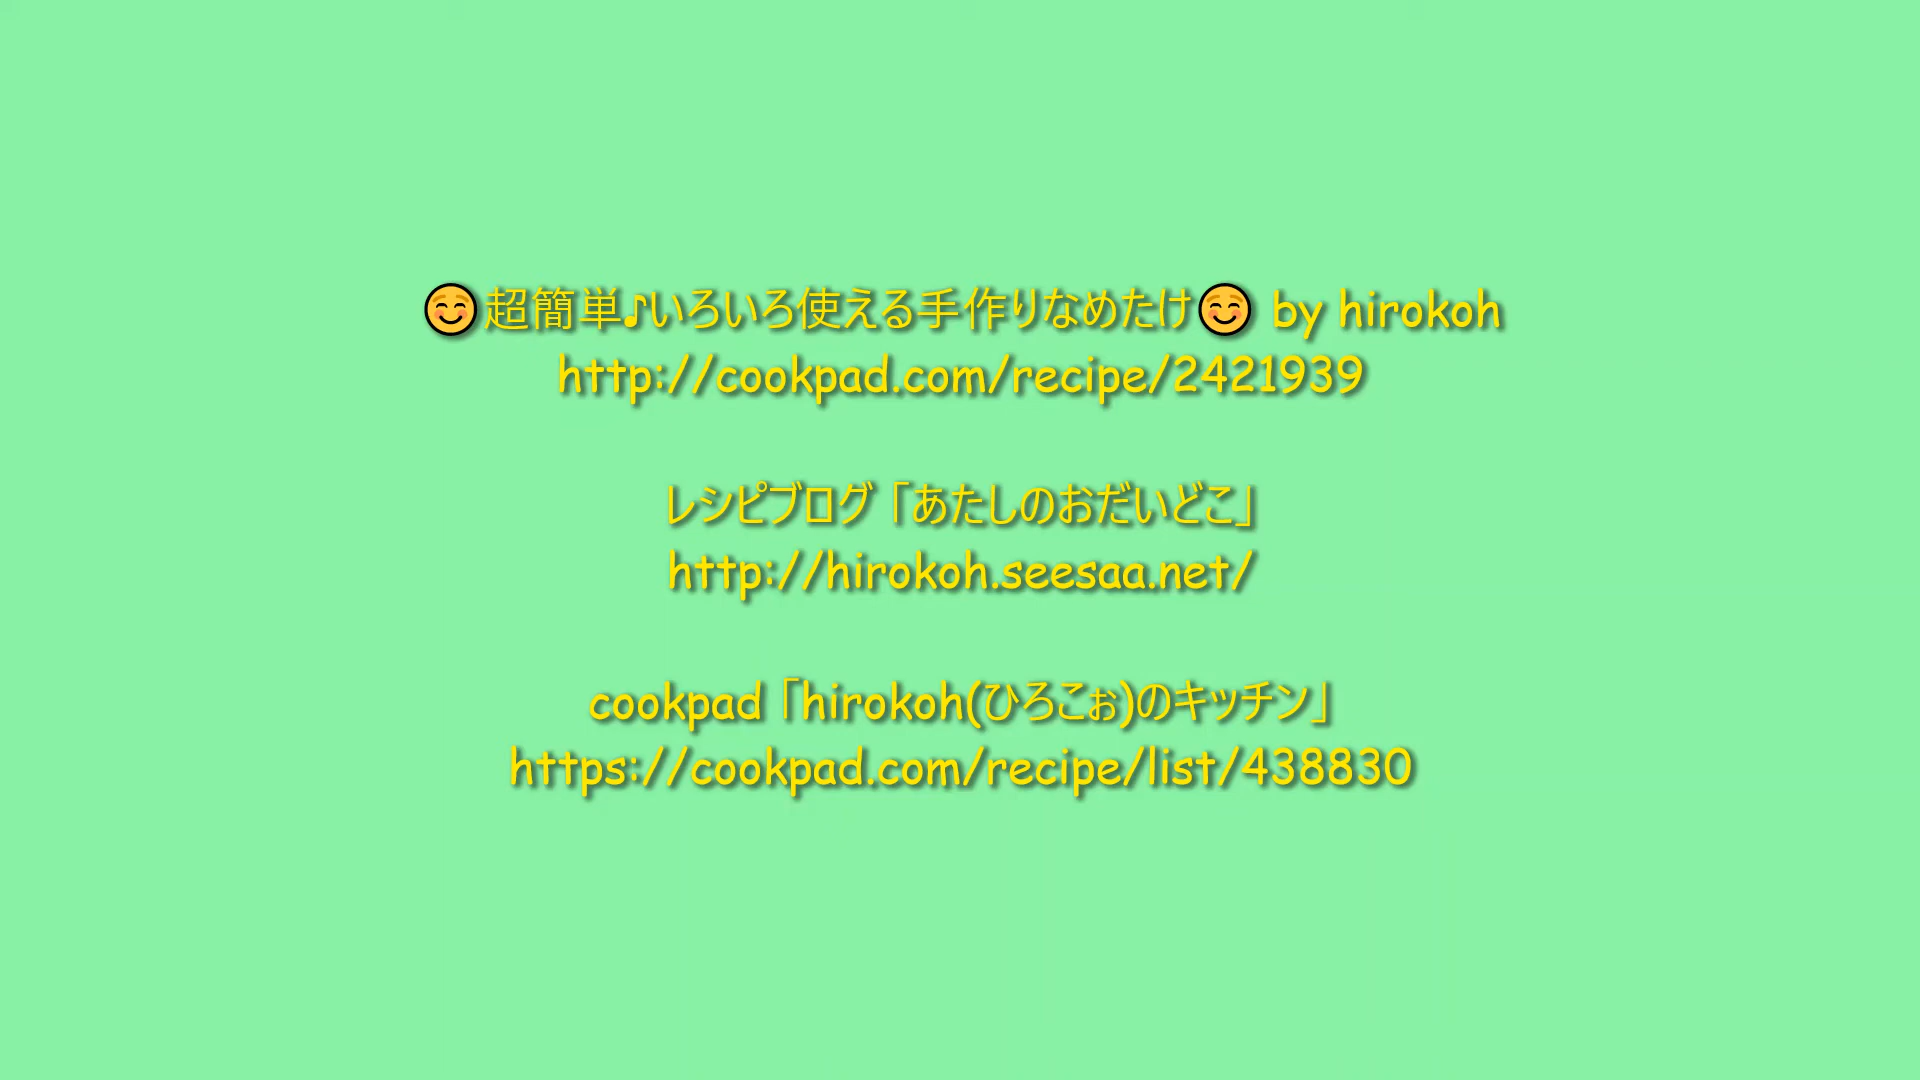 😊超簡単♪いろいろ使える手作りなめたけ😊 by hirokoh
http://cookpad.com/recipe/2421939
レシピブログ「あたしのおだいどこ」
http://hirokoh.seesaa.net/
cookpad「hirokoh(ひろこぉ)のキッチン」
https://cookpad.com/recipe/list/438830